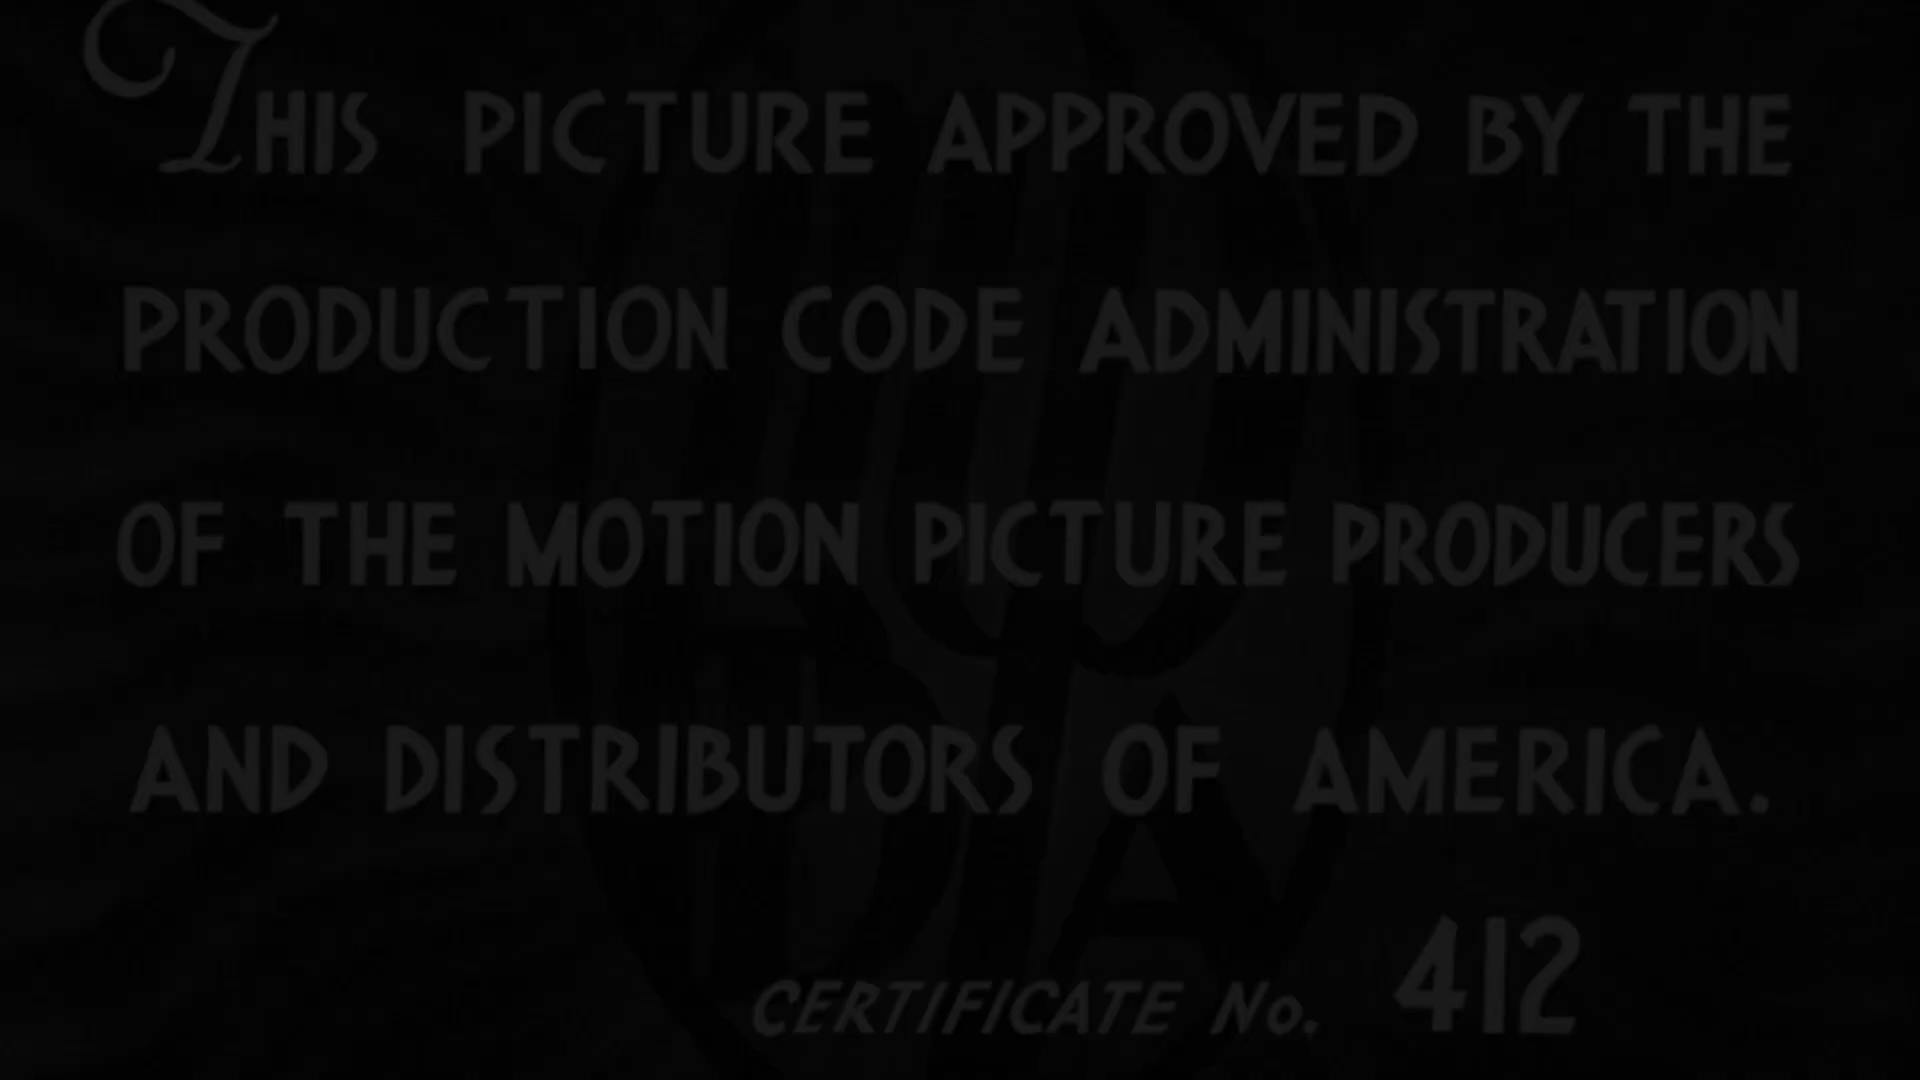 THIS PICTURE APPROVED BY THE
PRODUCTION CODE ADMINISTRATION
OF THE MOTION PICTURE PRODUCERS
AND DISTRIBUTORS OF AMERICA.
CERTIFICATE No. 412